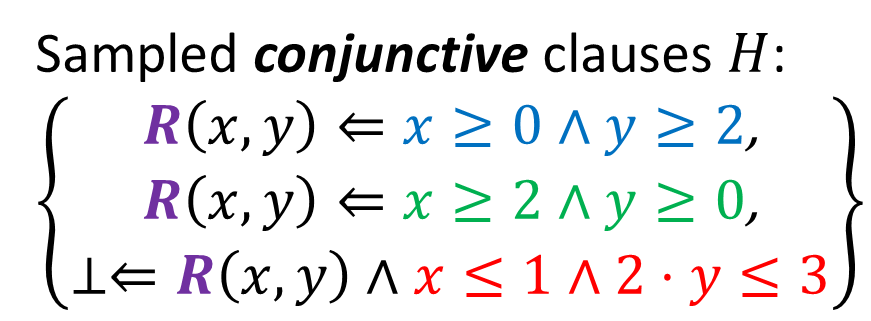 Sampled conjunctive clauses H:
R(x, y) ⇐ x ≥ 0 ∧ y ≥ 2,
R(x, y) ⇐ x ≥ 2 ∧ y ≥ 0,
⊥⇐ R(x, y) ∧ x ≤ 1 ∧ 2 · y ≤ 3